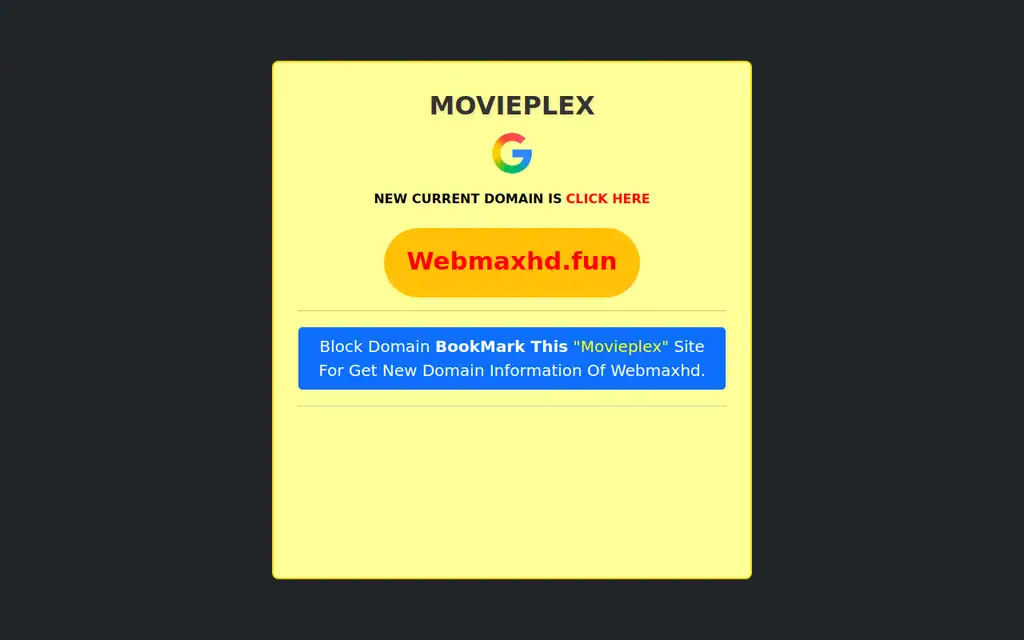 MOVIEPLEX
NEW CURRENT DOMAIN IS CLICK HERE
Webmaxhd.fun
Block Domain BookMark This "Movieplex" Site
For Get New Domain Information Of Webmaxhd.